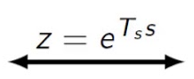 z = e^{T_s s}